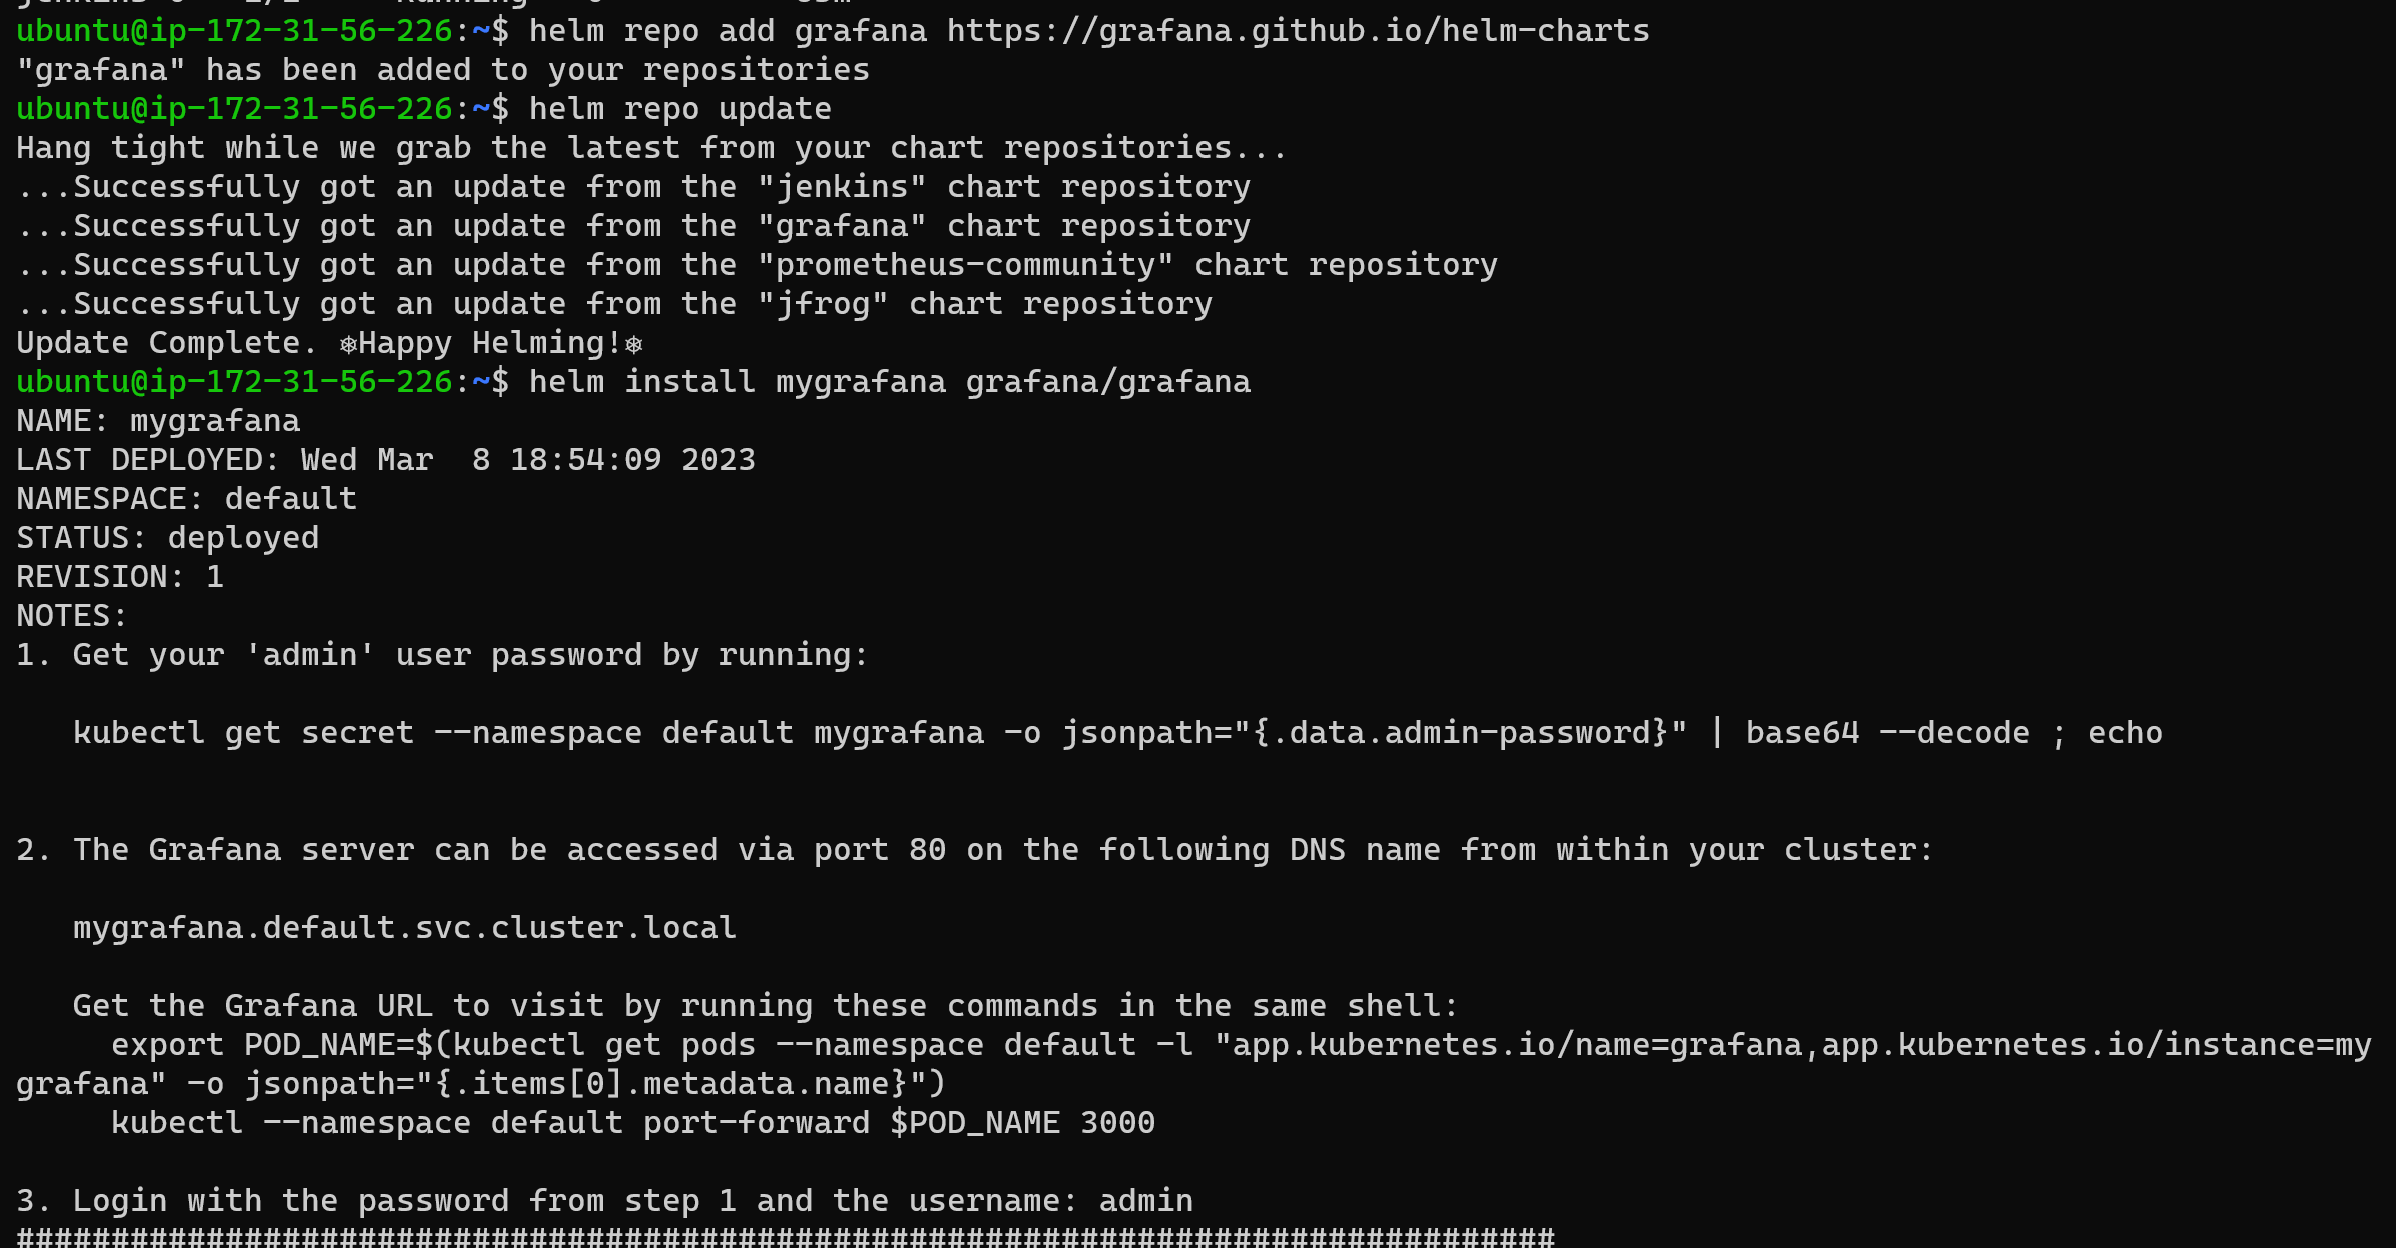 ubuntu@ip-172-31-56-226:~$ helm repo add grafana https://grafana.github.io/helm-charts
"grafana" has been added to your repositories
ubuntu@ip-172-31-56-226:~$ helm repo update
Hang tight while we grab the latest from your chart repositories...
...Successfully got an update from the "jenkins" chart repository
...Successfully got an update from the "grafana" chart repository
...Successfully got an update from the "prometheus-community" chart repository
...Successfully got an update from the "jfrog" chart repository
Update Complete. ⎈Happy Helming!⎈
ubuntu@ip-172-31-56-226:~$ helm install mygrafana grafana/grafana
NAME: mygrafana
LAST DEPLOYED: Wed Mar  8 18:54:09 2023
NAMESPACE: default
STATUS: deployed
REVISION: 1
NOTES:
1. Get your 'admin' user password by running:
   kubectl get secret --namespace default mygrafana -o jsonpath="{.data.admin-password}" | base64 --decode ; echo
2. The Grafana server can be accessed via port 80 on the following DNS name from within your cluster:
   mygrafana.default.svc.cluster.local
   Get the Grafana URL to visit by running these commands in the same shell:
     export POD_NAME=$(kubectl get pods --namespace default -l "app.kubernetes.io/name=grafana,app.kubernetes.io/instance=my
grafana" -o jsonpath="{.items[0].metadata.name}")
     kubectl --namespace default port-forward $POD_NAME 3000
3. Login with the password from step 1 and the username: admin
#################################################################################